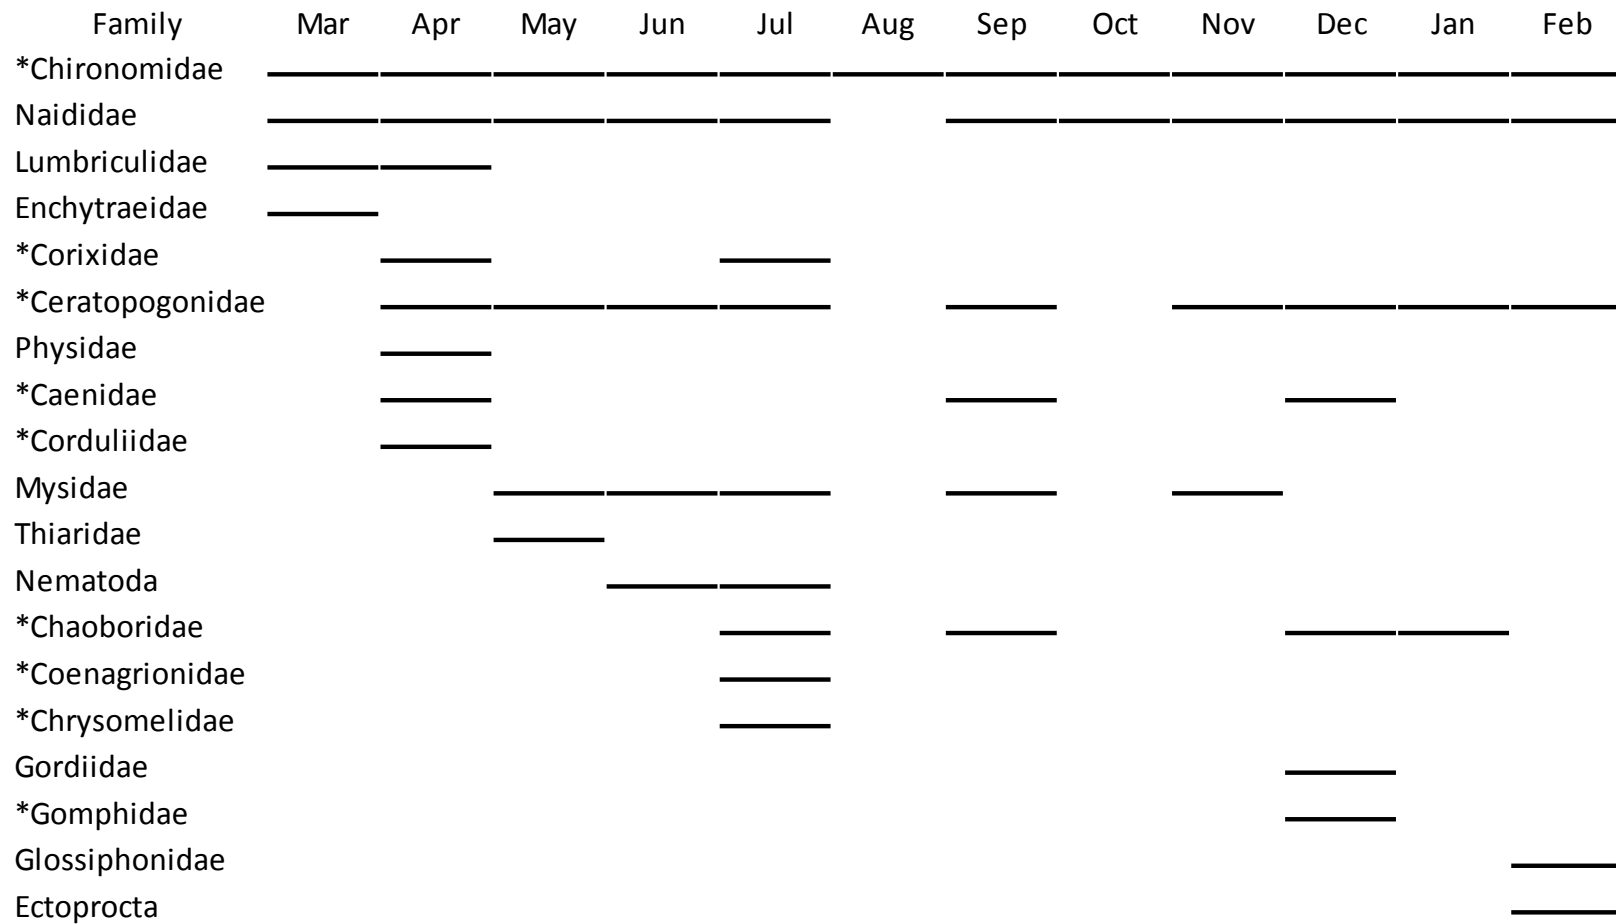 Family Mar Apr May Jun Jul Aug Sep Oct Nov Dec Jan Feb
*Chironomidae
Naididae
Lumbriculidae
Enchytraeidae
*Corixidae
*Ceratopogonidae
Physidae
*Caenidae
*Corduliidae
Mysidae
Thiaridae
Nematoda
*Chaoboridae
*Coenagrionidae
*Chrysomelidae
Gordiidae
*Gomphidae
Glossiphonidae
Ectoprocta